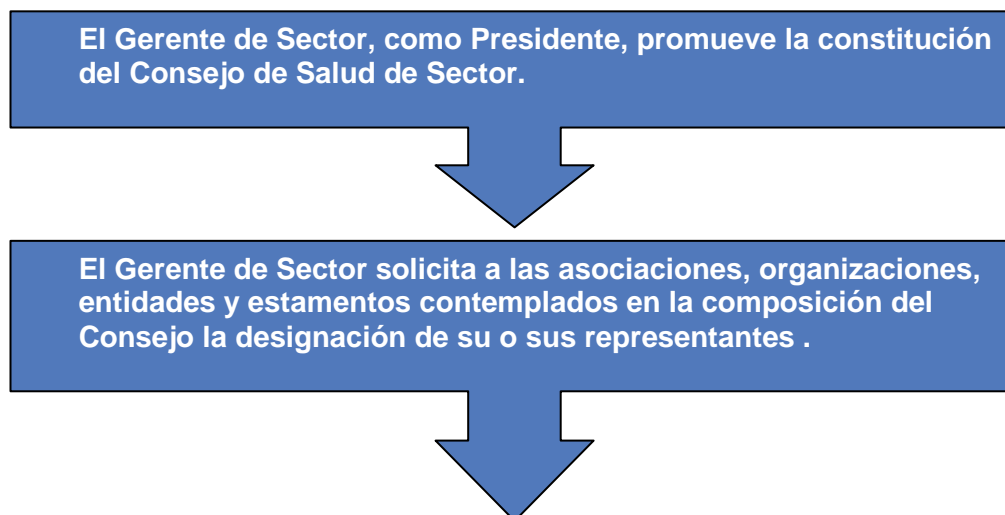 El Gerente de Sector, como Presidente, promueve la constitución
del Consejo de Salud de Sector.
El Gerente de Sector solicita a las asociaciones, organizaciones,
entidades y estamentos contemplados en la composición del
Consejo la designación de su o sus representantes .